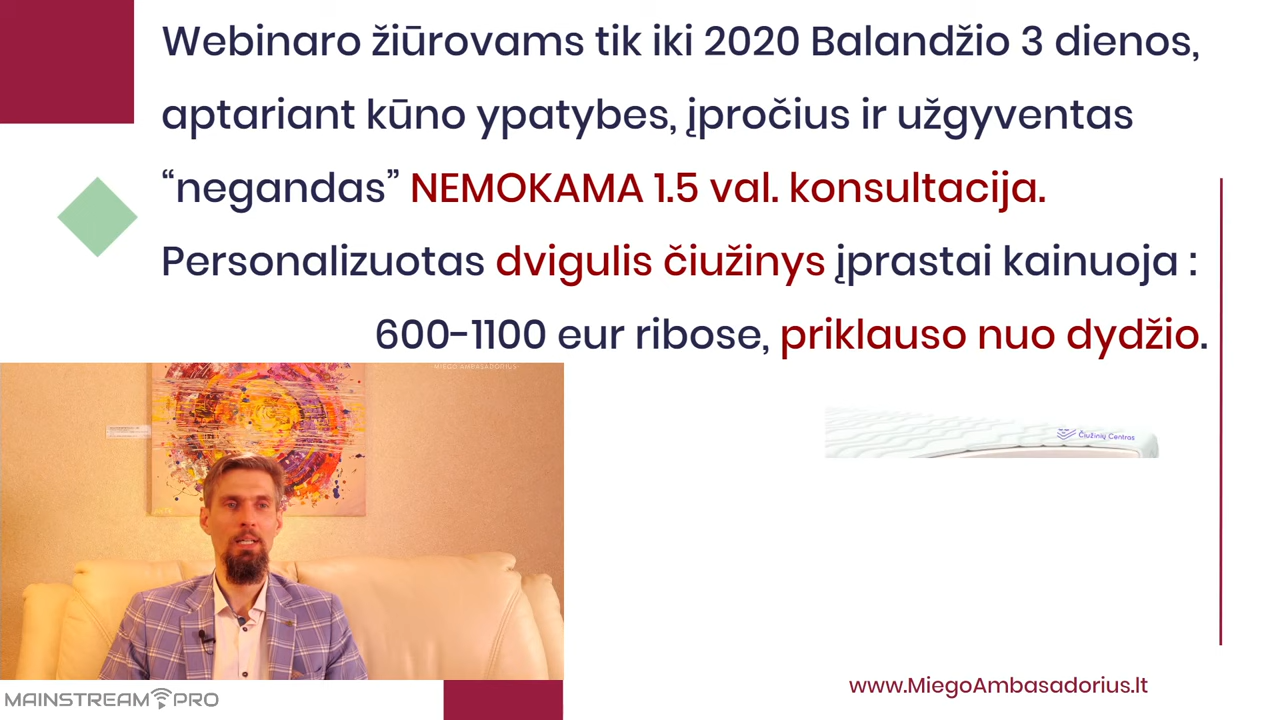 Webinaro žiūrovams tik iki 2020 Balandžio 3 dienos,
aptariant kūno ypatybes, įpročius ir užgyventas
“negandas” NEMOKAMA 1.5 val. konsultacija.
Personalizuotas dvigulis čiužinys įprastai kainuoja :
600-1100 eur ribose, priklauso nuo dydžio.
MIEGO AMBASADORIUS
Čiužinių Centras
www.MiegoAmbasadorius.lt
MAINSTREAM PRO